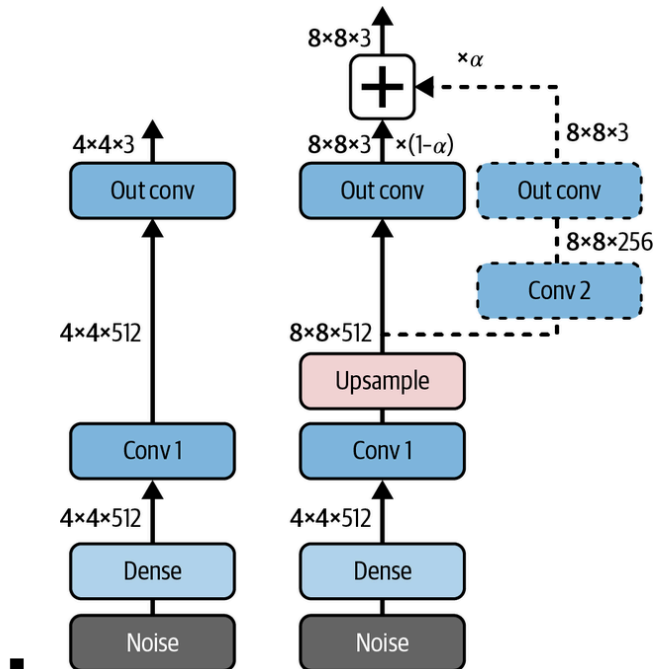 8×8×3
×α
4×4×3
8×8×3
×(1-α)
8×8×3
Out conv
Out conv
Out conv
8×8×256
Conv 2
4×4×512
8×8×512
Upsample
Conv 1
Conv 1
4×4×512
4×4×512
Dense
Dense
Noise
Noise